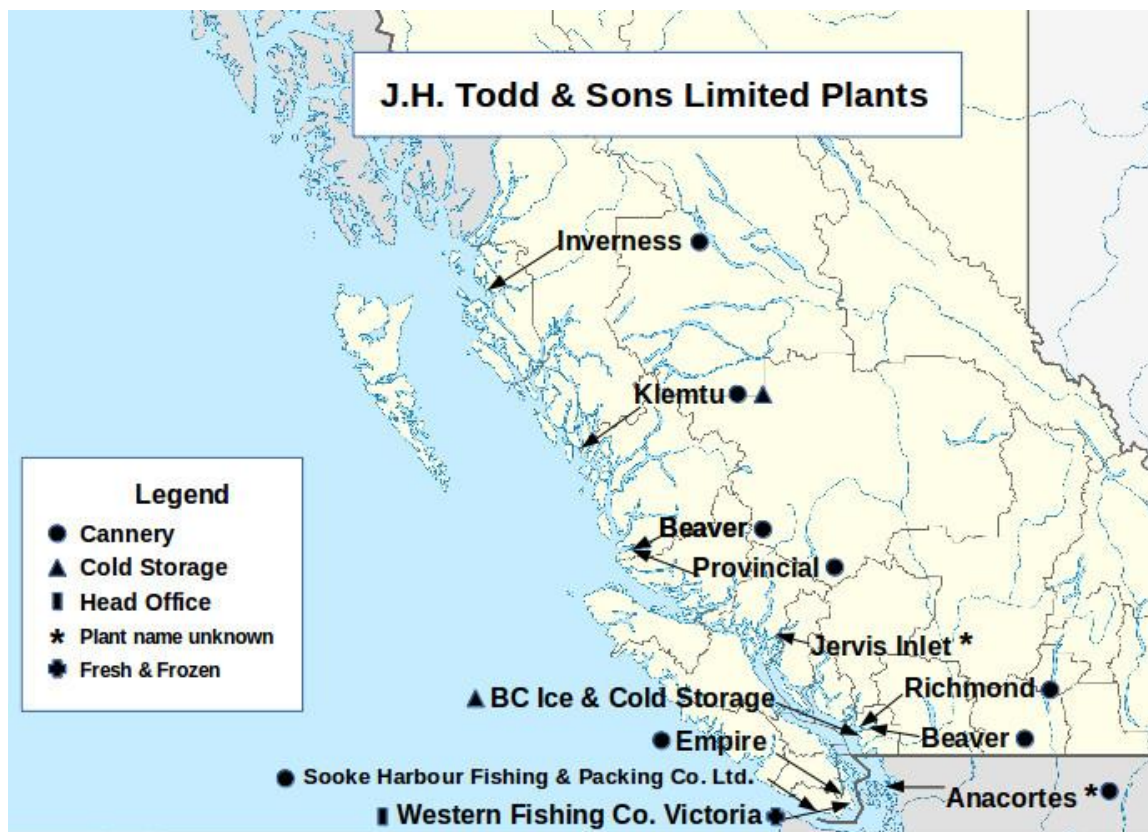 J.H. Todd & Sons Limited Plants
Inverness
Klemtu
Legend
Cannery
Cold Storage
Head Office
* Plant name unknown
Fresh & Frozen
Beaver
Provincial
Jervis Inlet *
Richmond
BC Ice & Cold Storage
Beaver
Empire
Sooke Harbour Fishing & Packing Co. Ltd.
Anacortes *
Western Fishing Co. Victoria